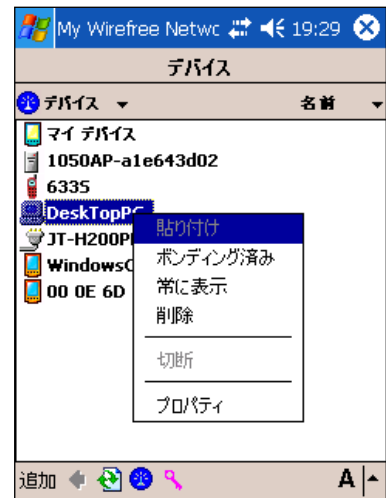 My Wirefree Netwc 19:29
デバイス
デバイス 名前
マイ デバイス
1050AP-a1e643d02
6335
DeskTopPC
JT-H200P
WindowsC
00 0E 6D
貼り付け
ボンディング済み
常に表示
削除
切断
プロパティ
追加 A